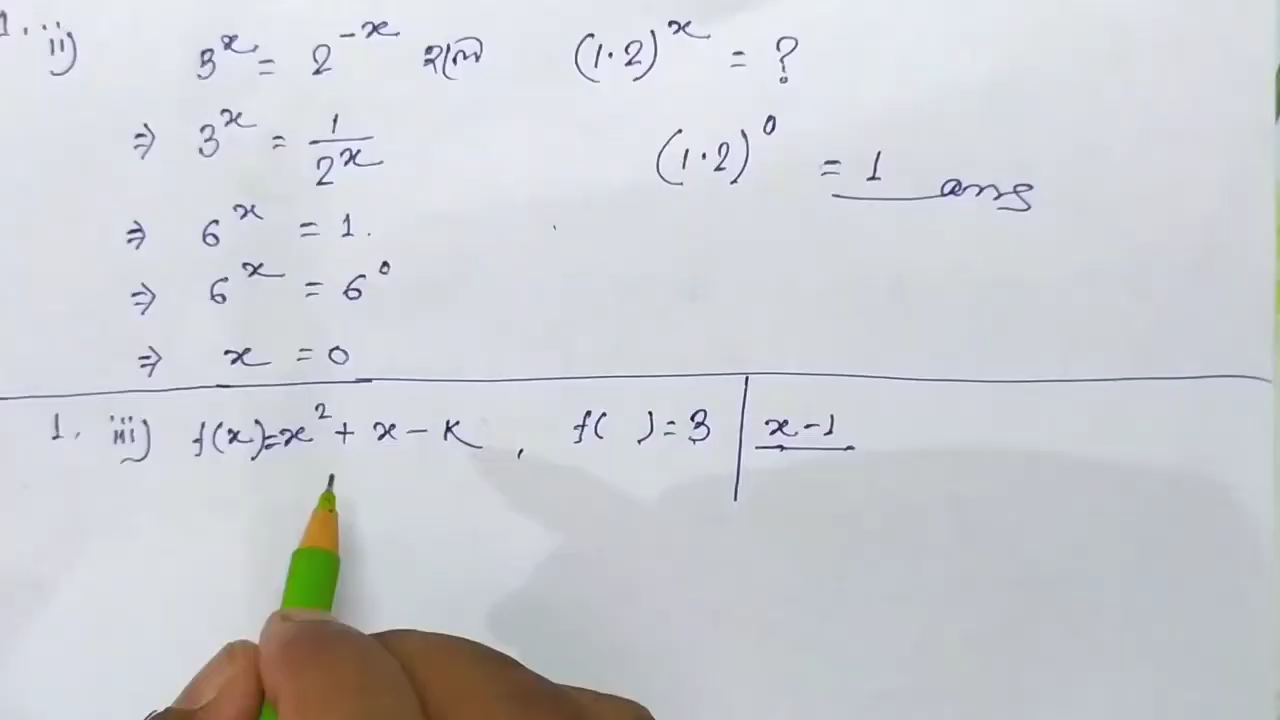 1. ii) 3^x = 2^-x হলে (1.2)^x = ?
⇒ 3^x = 1/2^x
(1.2)^0 = 1 ans
⇒ 6^x = 1.
⇒ 6^x = 6^0
⇒ x = 0
1. iii) f(x)=x^2 + x - K , f( ) = 3 | x-1